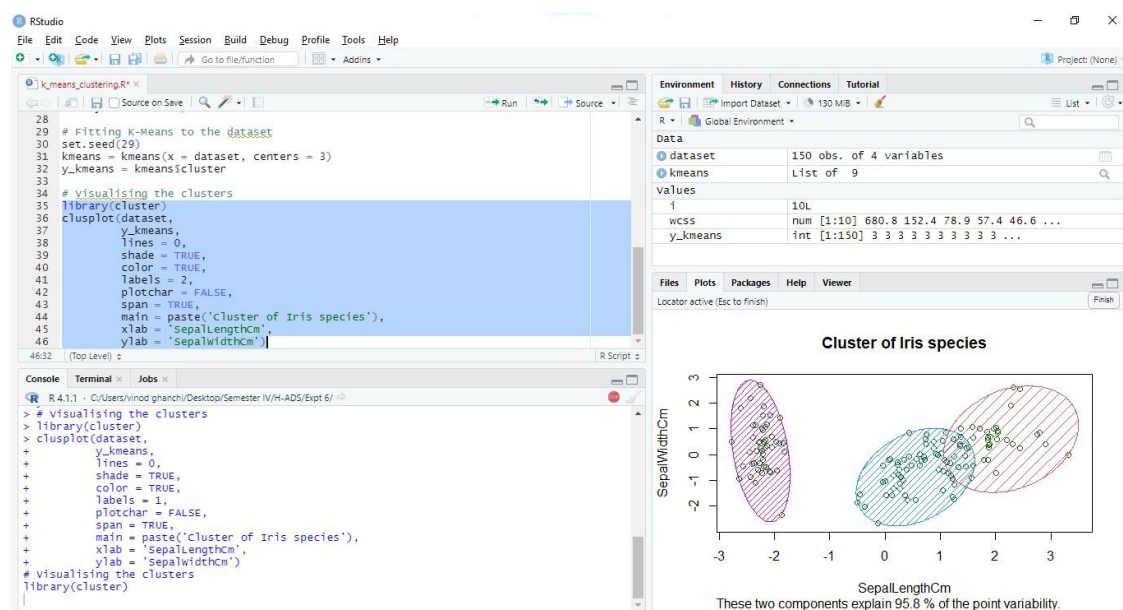 RStudio
File Edit Code View Plots Session Build Debug Profile Tools Help
Go to file/function Addins Project: (None)
k_means_clustering.R*
Source on Save Run Source
28
29 # Fitting K-Means to the dataset
30 set.seed(29)
31 kmeans = kmeans(x = dataset, centers = 3)
32 y_kmeans = kmeans$cluster
33
34 # Visualising the clusters
35 library(cluster)
36 clusplot(dataset,
37 y_kmeans,
38 lines = 0,
39 shade = TRUE,
40 color = TRUE,
41 labels = 2,
42 plotchar = FALSE,
43 span = TRUE,
44 main = paste('Cluster of Iris species'),
45 xlab = 'SepalLengthCm',
46 ylab = 'SepalWidthCm')
46:32 (Top Level) R Script
Console Terminal Jobs
R 4.1.1 · C:/Users/vinod ghanchi/Desktop/Semester IV/H-ADS/Expt 6/
> # Visualising the clusters
> library(cluster)
> clusplot(dataset,
+ y_kmeans,
+ lines = 0,
+ shade = TRUE,
+ color = TRUE,
+ labels = 1,
+ plotchar = FALSE,
+ span = TRUE,
+ main = paste('Cluster of Iris species'),
+ xlab = 'SepalLengthCm',
+ ylab = 'SepalWidthCm')
# Visualising the clusters
library(cluster)
Environment History Connections Tutorial
Import Dataset 130 MiB List
R Global Environment
Data
dataset 150 obs. of 4 variables
kmeans List of 9
Values
i 10L
wcss num [1:10] 680.8 152.4 78.9 57.4 46.6 ...
y_kmeans int [1:150] 3 3 3 3 3 3 3 3 3 3 ...
Files Plots Packages Help Viewer
Locator active (Esc to finish) Finish
Cluster of Iris species
SepalWidthCm
3
2
1
0
-1
-2
-3 -2 -1 0 1 2 3
SepalLengthCm
These two components explain 95.8 % of the point variability.